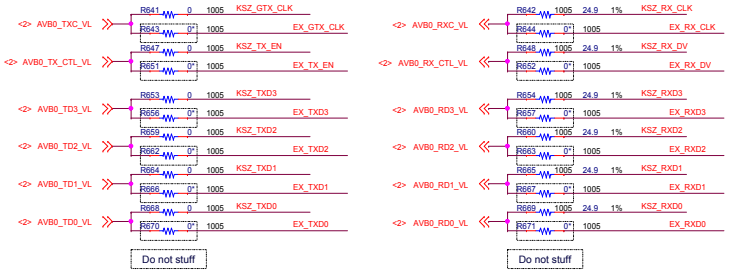 R641 0 1005 KSZ_GTX_CLK
<2> AVB0_TXC_VL
R643 0* 1005 EX_GTX_CLK
R647 0 1005 KSZ_TX_EN
<2> AVB0_TX_CTL_VL
R651 0* 1005 EX_TX_EN
R653 0 1005 KSZ_TXD3
<2> AVB0_TD3_VL
R656 0* 1005 EX_TXD3
R659 0 1005 KSZ_TXD2
<2> AVB0_TD2_VL
R662 0* 1005 EX_TXD2
R664 0 1005 KSZ_TXD1
<2> AVB0_TD1_VL
R666 0* 1005 EX_TXD1
R668 0 1005 KSZ_TXD0
<2> AVB0_TD0_VL
R670 0* 1005 EX_TXD0
Do not stuff
R642 1005 24.9 1% KSZ_RX_CLK
<2> AVB0_RXC_VL
R644 0* 1005 EX_RX_CLK
R648 1005 24.9 1% KSZ_RX_DV
<2> AVB0_RX_CTL_VL
R652 0* 1005 EX_RX_DV
R654 1005 24.9 1% KSZ_RXD3
<2> AVB0_RD3_VL
R657 0* 1005 EX_RXD3
R660 1005 24.9 1% KSZ_RXD2
<2> AVB0_RD2_VL
R663 0* 1005 EX_RXD2
R665 1005 24.9 1% KSZ_RXD1
<2> AVB0_RD1_VL
R667 0* 1005 EX_RXD1
R669 1005 24.9 1% KSZ_RXD0
<2> AVB0_RD0_VL
R671 0* 1005 EX_RXD0
Do not stuff